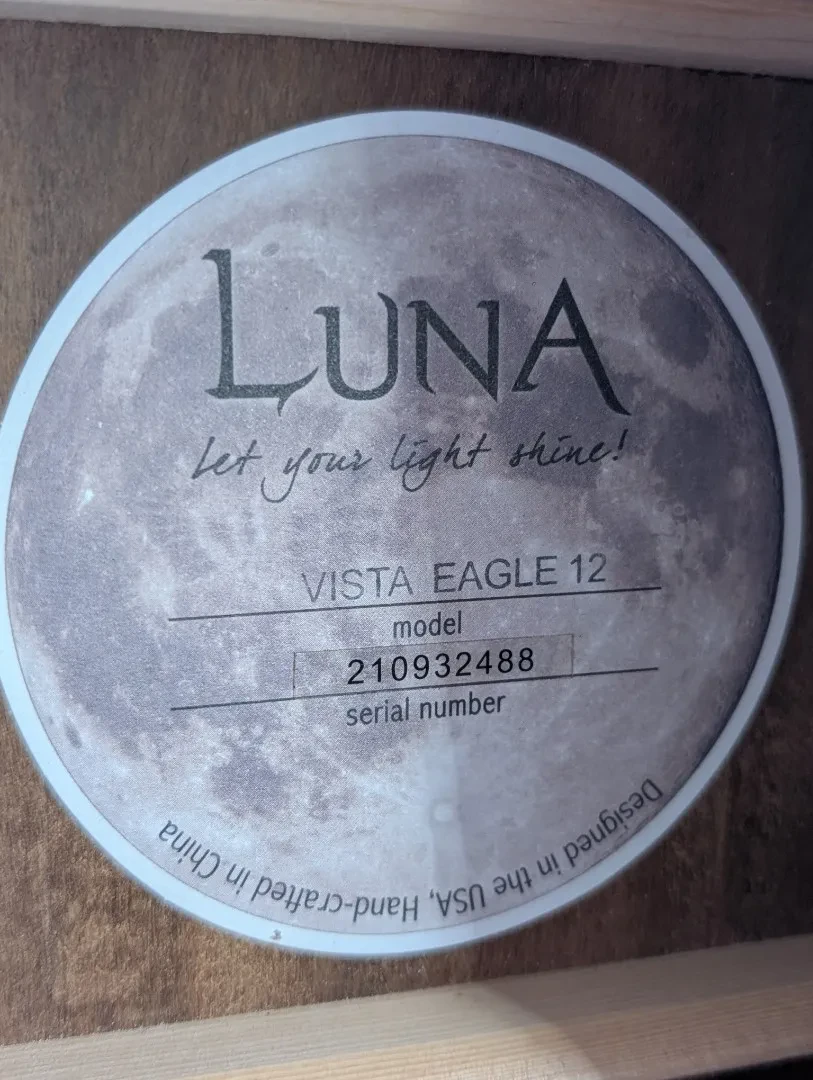 LUNA
let your light shine!
VISTA EAGLE 12
model
210932488
serial number
Designed in the USA, Hand-crafted in China